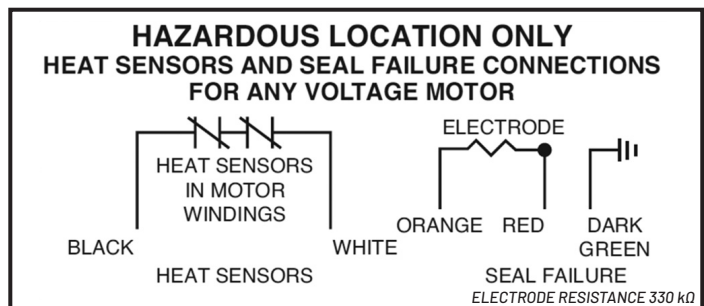 HAZARDOUS LOCATION ONLY
HEAT SENSORS AND SEAL FAILURE CONNECTIONS
FOR ANY VOLTAGE MOTOR
HEAT SENSORS
IN MOTOR
WINDINGS
BLACK
WHITE
HEAT SENSORS
ELECTRODE
ORANGE
RED
DARK
GREEN
SEAL FAILURE
ELECTRODE RESISTANCE 330 kΩ